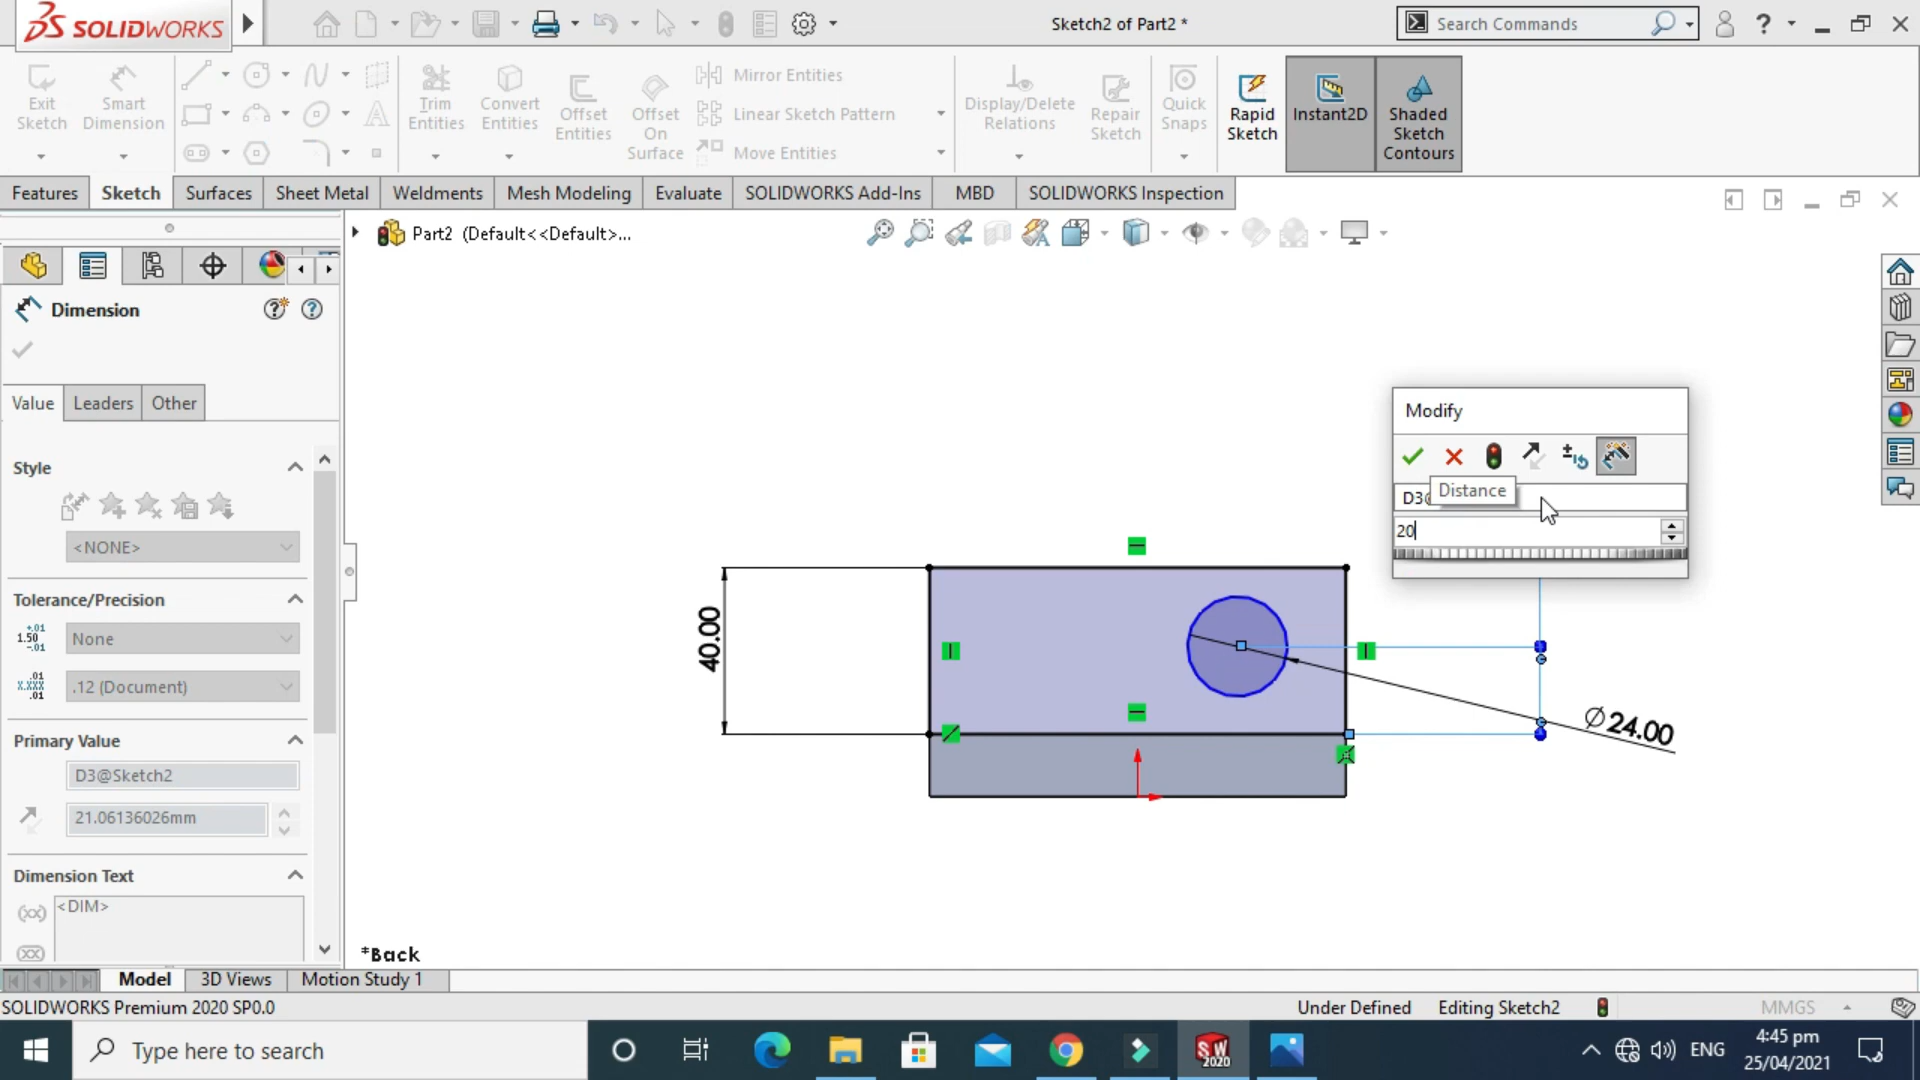 SOLIDWORKS
Sketch2 of Part2 *
Search Commands
Exit Sketch
Smart Dimension
Trim Entities
Convert Entities
Offset Entities
Offset On Surface
Mirror Entities
Linear Sketch Pattern
Move Entities
Display/Delete Relations
Repair Sketch
Quick Snaps
Rapid Sketch
Instant2D
Shaded Sketch Contours
Features
Sketch
Surfaces
Sheet Metal
Weldments
Mesh Modeling
Evaluate
SOLIDWORKS Add-Ins
MBD
SOLIDWORKS Inspection
Part2 (Default<<Default>...
Dimension
Value
Leaders
Other
Style
<NONE>
Tolerance/Precision
None
.12 (Document)
Primary Value
D3@Sketch2
21.06136026mm
Dimension Text
<DIM>
Modify
Distance
20
40.00
∅24.00
*Back
Model
3D Views
Motion Study 1
SOLIDWORKS Premium 2020 SP0.0
Under Defined
Editing Sketch2
MMGS
Type here to search
SW 2020
ENG
4:45 pm
25/04/2021